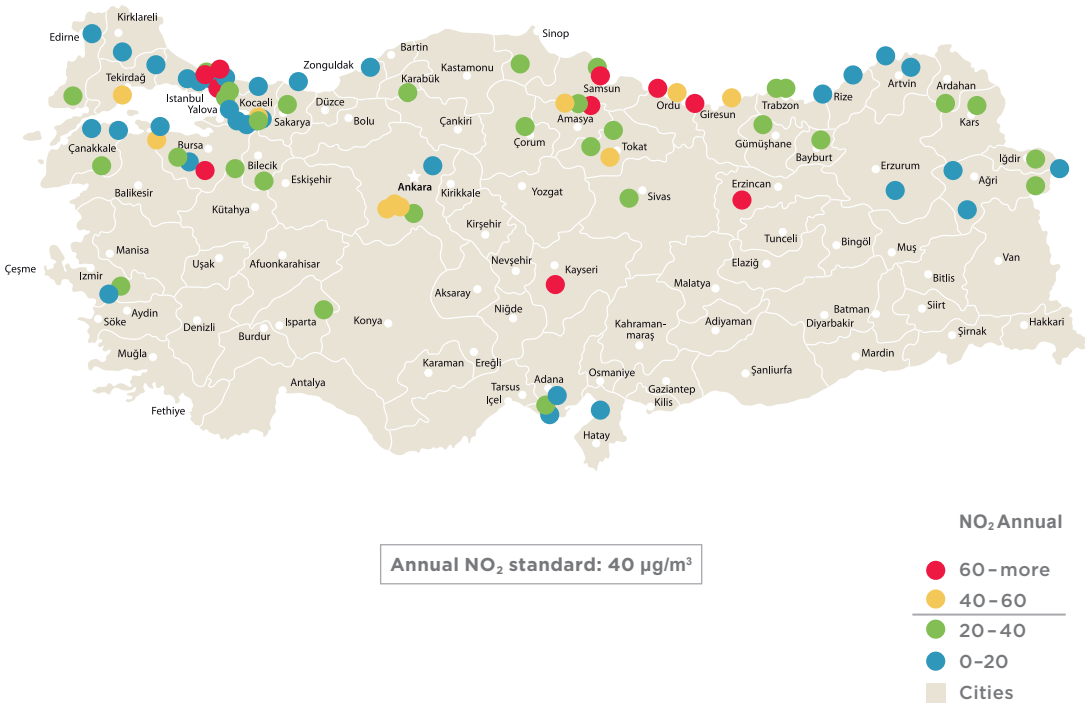 Kirklareli
Edirne
Sinop
Bartin
Zonguldak
Kastamonu
Karabük
Tekirdağ
Samsun
Artvin
Ardahan
Istanbul
Kocaeli
Yalova
Düzce
Sakarya
Bolu
Ordu
Giresun
Trabzon
Rize
Kars
Çankiri
Amasya
Çorum
Tokat
Gümüşhane
Bayburt
Çanakkale
Bursa
Bilecik
Erzurum
Iğdir
Ağri
Balikesir
Eskişehir
Ankara
Kirikkale
Yozgat
Sivas
Erzincan
Kütahya
Kirşehir
Tunceli
Bingöl
Muş
Van
Manisa
Uşak
Afuonkarahisar
Nevşehir
Kayseri
Elaziğ
Çeşme
Izmir
Aksaray
Malatya
Bitlis
Aydin
Söke
Denizli
Isparta
Burdur
Konya
Niğde
Kahraman-
maraş
Adiyaman
Batman
Diyarbakir
Siirt
Şirnak
Hakkari
Muğla
Karaman
Ereğli
Mardin
Antalya
Fethiye
Tarsus
Içel
Adana
Osmaniye
Gaziantep
Kilis
Şanliurfa
Hatay
Annual NO₂ standard: 40 µg/m³
NO₂ Annual
60-more
40-60
20-40
0-20
Cities